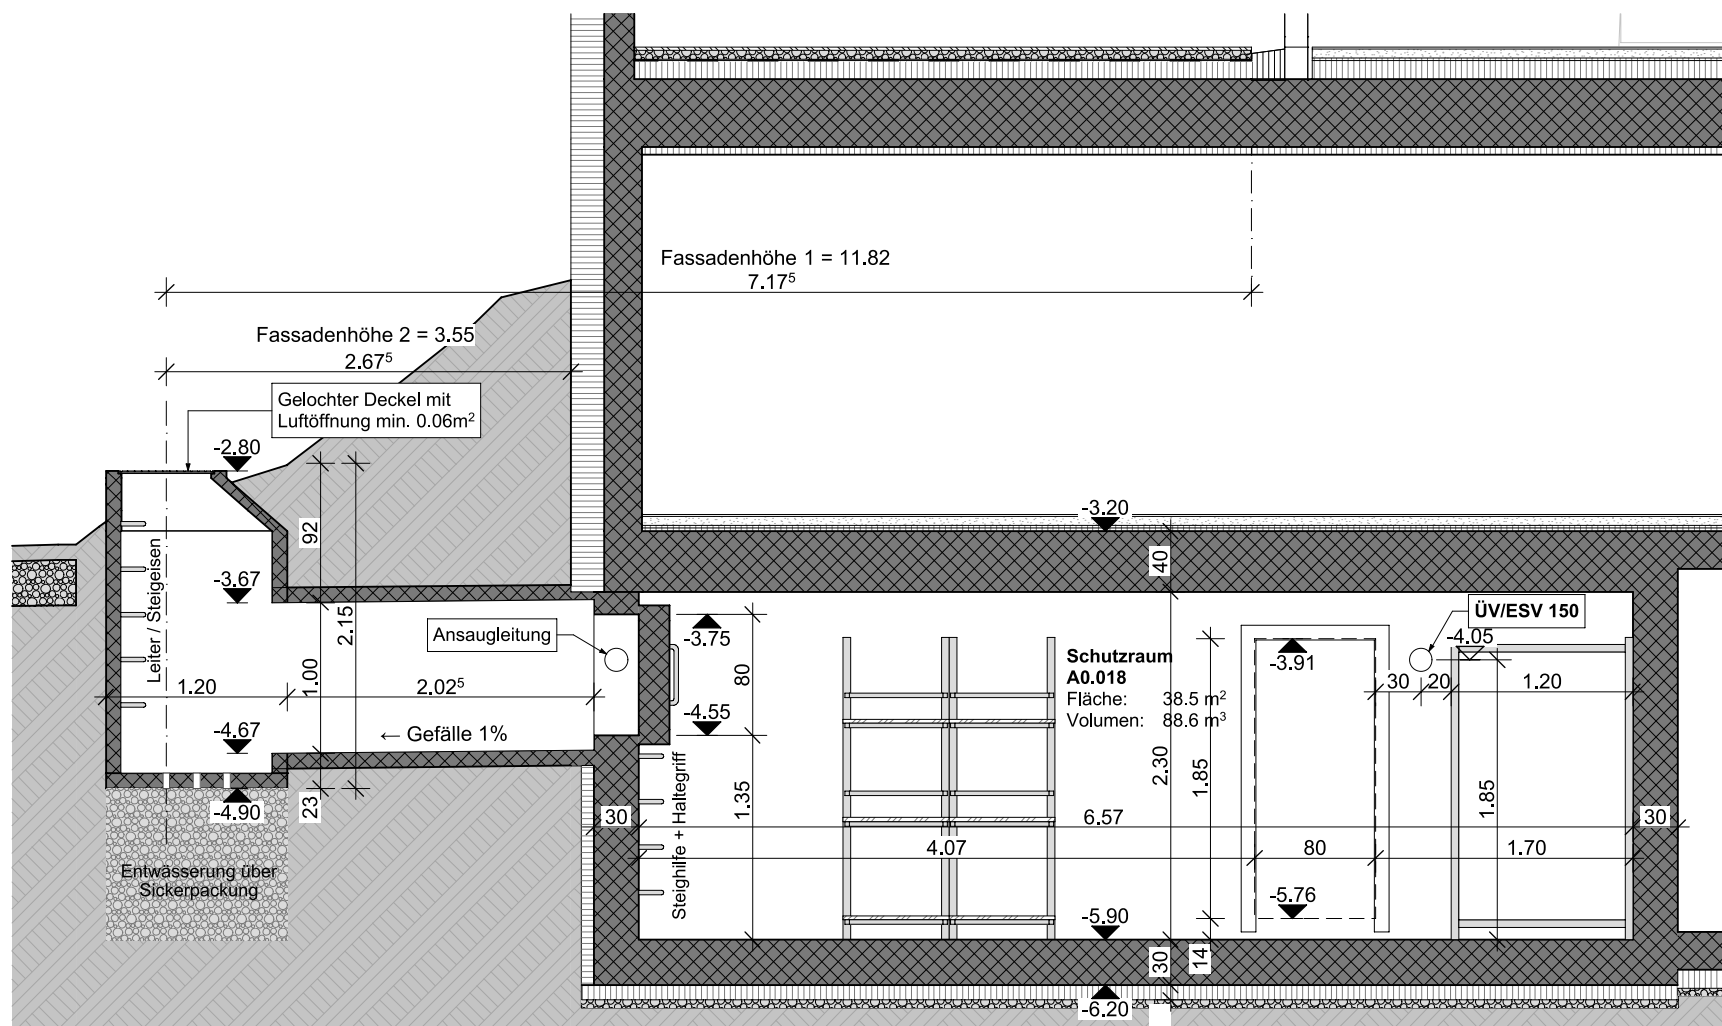 Fassadenhöhe 1 = 11.82
7.17⁵
Fassadenhöhe 2 = 3.55
2.67⁵
Gelochter Deckel mit
Luftöffnung min. 0.06m²
-2.80
92
2.15
-3.67
1.00
Leiter / Steigeisen
1.20
2.02⁵
Ansaugleitung
← Gefälle 1%
-4.67
-4.90
23
Entwässerung über
Sickerpackung
-3.20
40
-3.75
80
-4.55
1.35
30
Steighilfe + Haltegriff
Schutzraum
A0.018
Fläche: 38.5 m²
Volumen: 88.6 m³
2.30
1.85
6.57
4.07
-3.91
ÜV/ESV 150
-4.05
30
20
1.20
1.85
80
1.70
30
-5.76
-5.90
14
30
-6.20